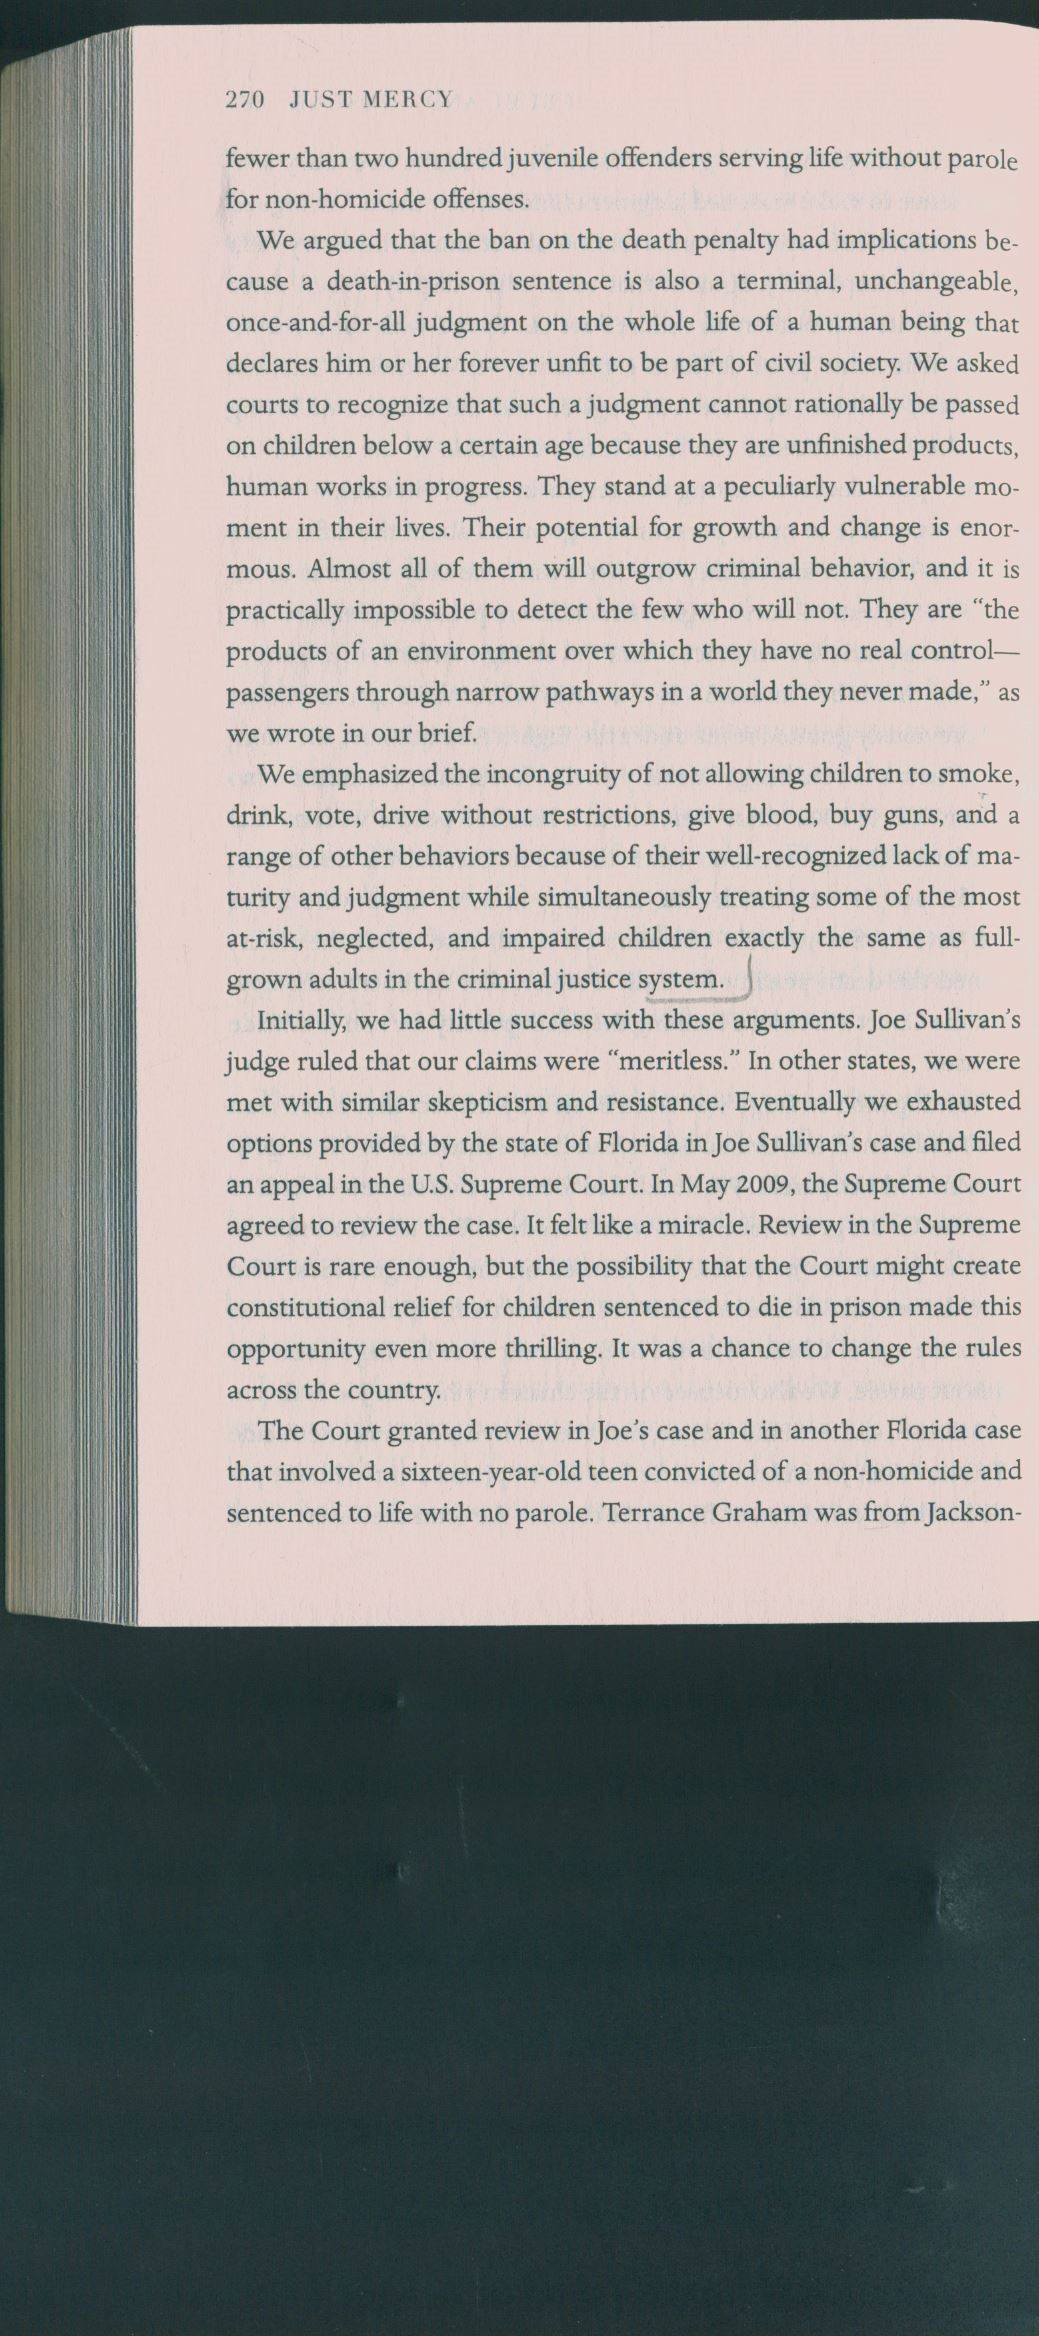 270 JUST MERCY
fewer than two hundred juvenile offenders serving life without parole
for non-homicide offenses.
We argued that the ban on the death penalty had implications be-
cause a death-in-prison sentence is also a terminal, unchangeable,
once-and-for-all judgment on the whole life of a human being that
declares him or her forever unfit to be part of civil society. We asked
courts to recognize that such a judgment cannot rationally be passed
on children below a certain age because they are unfinished products,
human works in progress. They stand at a peculiarly vulnerable mo-
ment in their lives. Their potential for growth and change is enor-
mous. Almost all of them will outgrow criminal behavior, and it is
practically impossible to detect the few who will not. They are “the
products of an environment over which they have no real control—
passengers through narrow pathways in a world they never made,” as
we wrote in our brief.
We emphasized the incongruity of not allowing children to smoke,
drink, vote, drive without restrictions, give blood, buy guns, and a
range of other behaviors because of their well-recognized lack of ma-
turity and judgment while simultaneously treating some of the most
at-risk, neglected, and impaired children exactly the same as full-
grown adults in the criminal justice system.
Initially, we had little success with these arguments. Joe Sullivan’s
judge ruled that our claims were “meritless.” In other states, we were
met with similar skepticism and resistance. Eventually we exhausted
options provided by the state of Florida in Joe Sullivan’s case and filed
an appeal in the U.S. Supreme Court. In May 2009, the Supreme Court
agreed to review the case. It felt like a miracle. Review in the Supreme
Court is rare enough, but the possibility that the Court might create
constitutional relief for children sentenced to die in prison made this
opportunity even more thrilling. It was a chance to change the rules
across the country.
The Court granted review in Joe’s case and in another Florida case
that involved a sixteen-year-old teen convicted of a non-homicide and
sentenced to life with no parole. Terrance Graham was from Jackson-